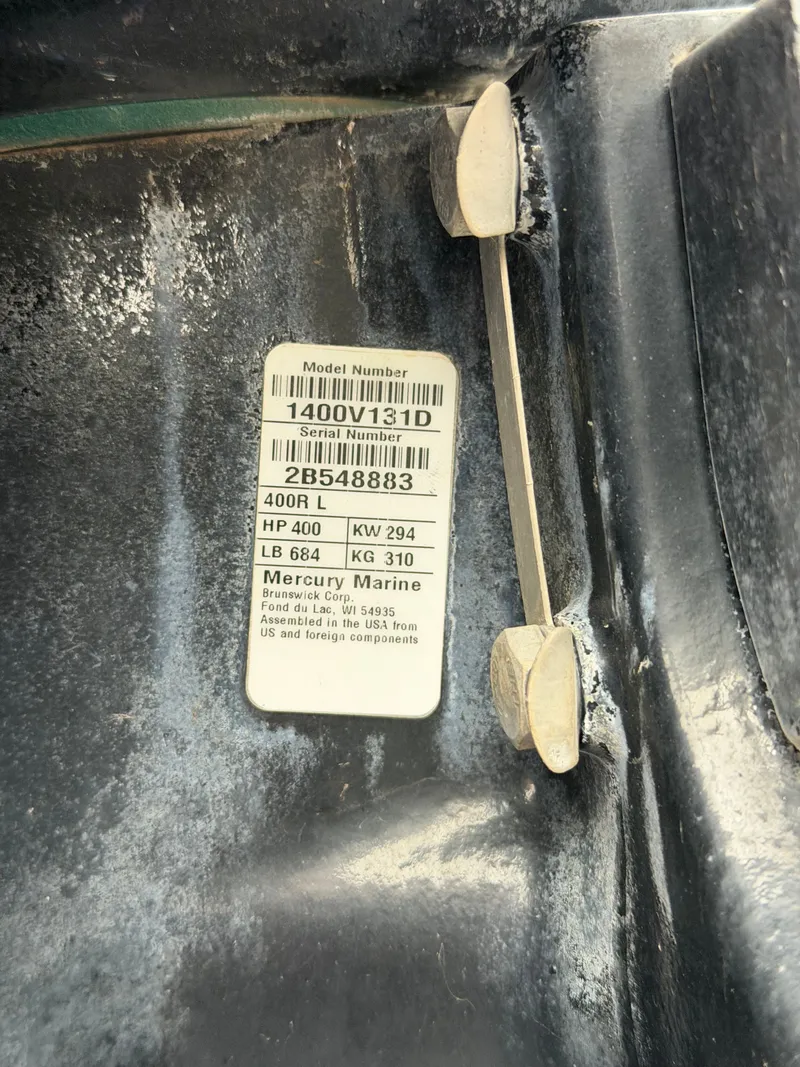 Model Number
1400V131D
Serial Number
2B548883
400R L
HP 400 KW 294
LB 684 KG 310
Mercury Marine
Brunswick Corp.
Fond du Lac, WI 54935
Assembled in the USA from
US and foreign components